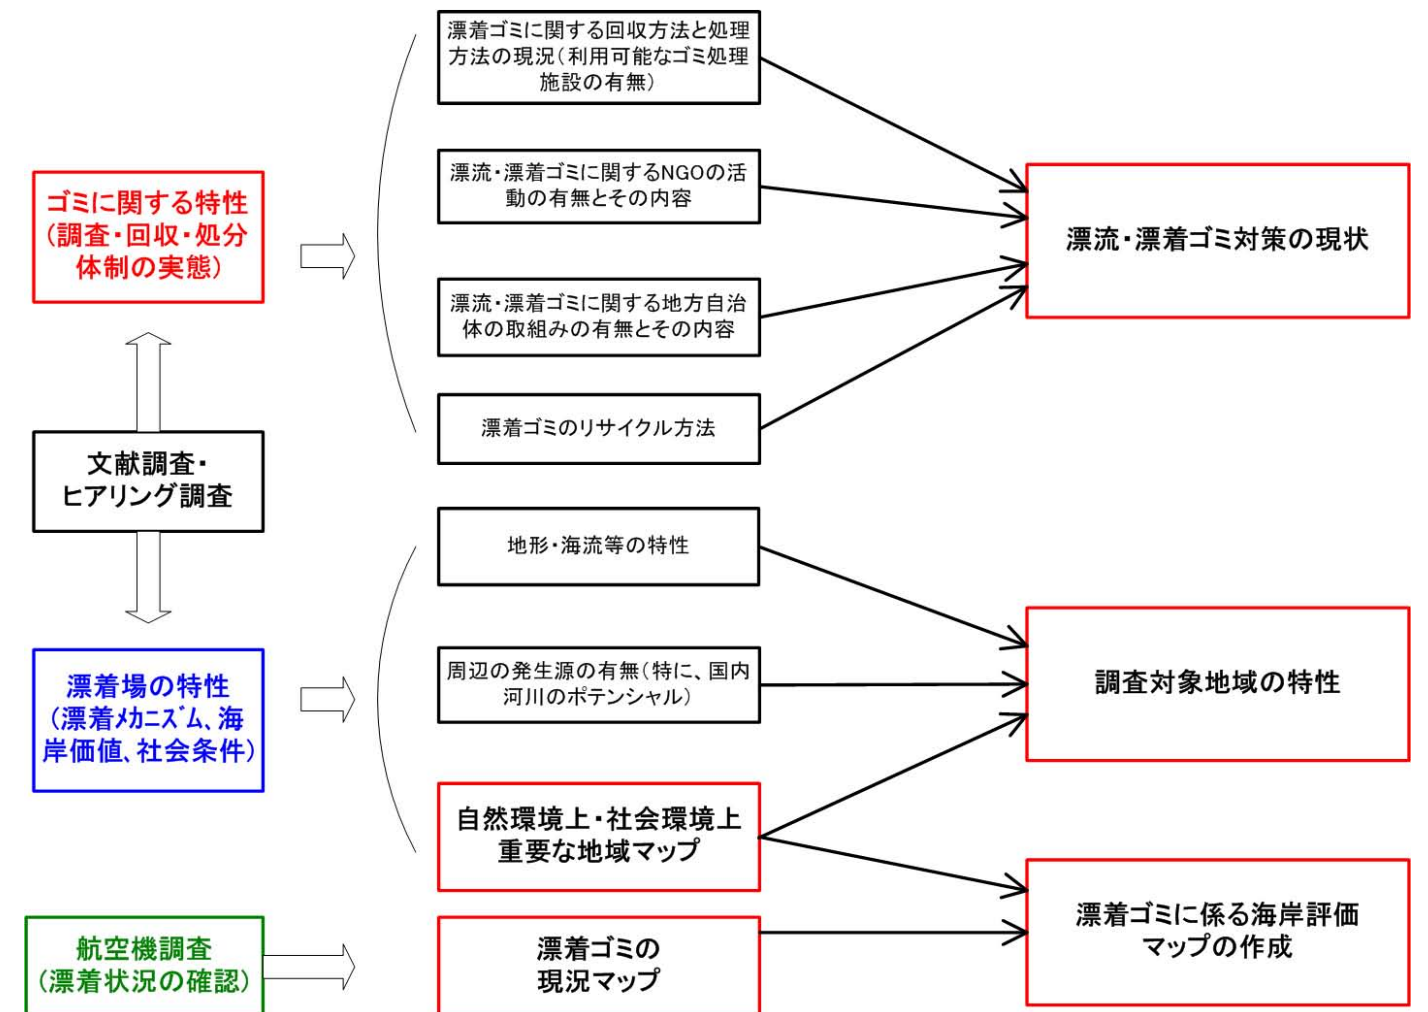 ゴミに関する特性
(調査・回収・処分
体制の実態)
文献調査・
ヒアリング調査
漂着場の特性
(漂着メカニズム、海
岸価値、社会条件)
航空機調査
(漂着状況の確認)
漂着ゴミに関する回収方法と処理
方法の現況(利用可能なゴミ処理
施設の有無)
漂流・漂着ゴミに関するNGOの活
動の有無とその内容
漂流・漂着ゴミに関する地方自治
体の取組みの有無とその内容
漂着ゴミのリサイクル方法
地形・海流等の特性
周辺の発生源の有無(特に、国内
河川のポテンシャル)
自然環境上・社会環境上
重要な地域マップ
漂着ゴミの
現況マップ
漂流・漂着ゴミ対策の現状
調査対象地域の特性
漂着ゴミに係る海岸評価
マップの作成